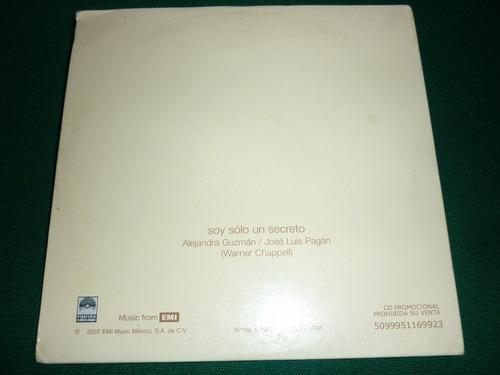 soy sólo un secreto
Alejandra Guzmán / José Luis Pagán
(Warner Chappell)
Music from EMI
℗ 2007 EMI Music México, S.A. de C.V.
CD PROMOCIONAL
PROHIBIDA SU VENTA
5099951169923